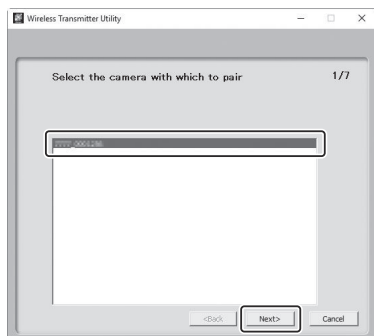 Wireless Transmitter Utility
Select the camera with which to pair 1/7
<Back Next> Cancel